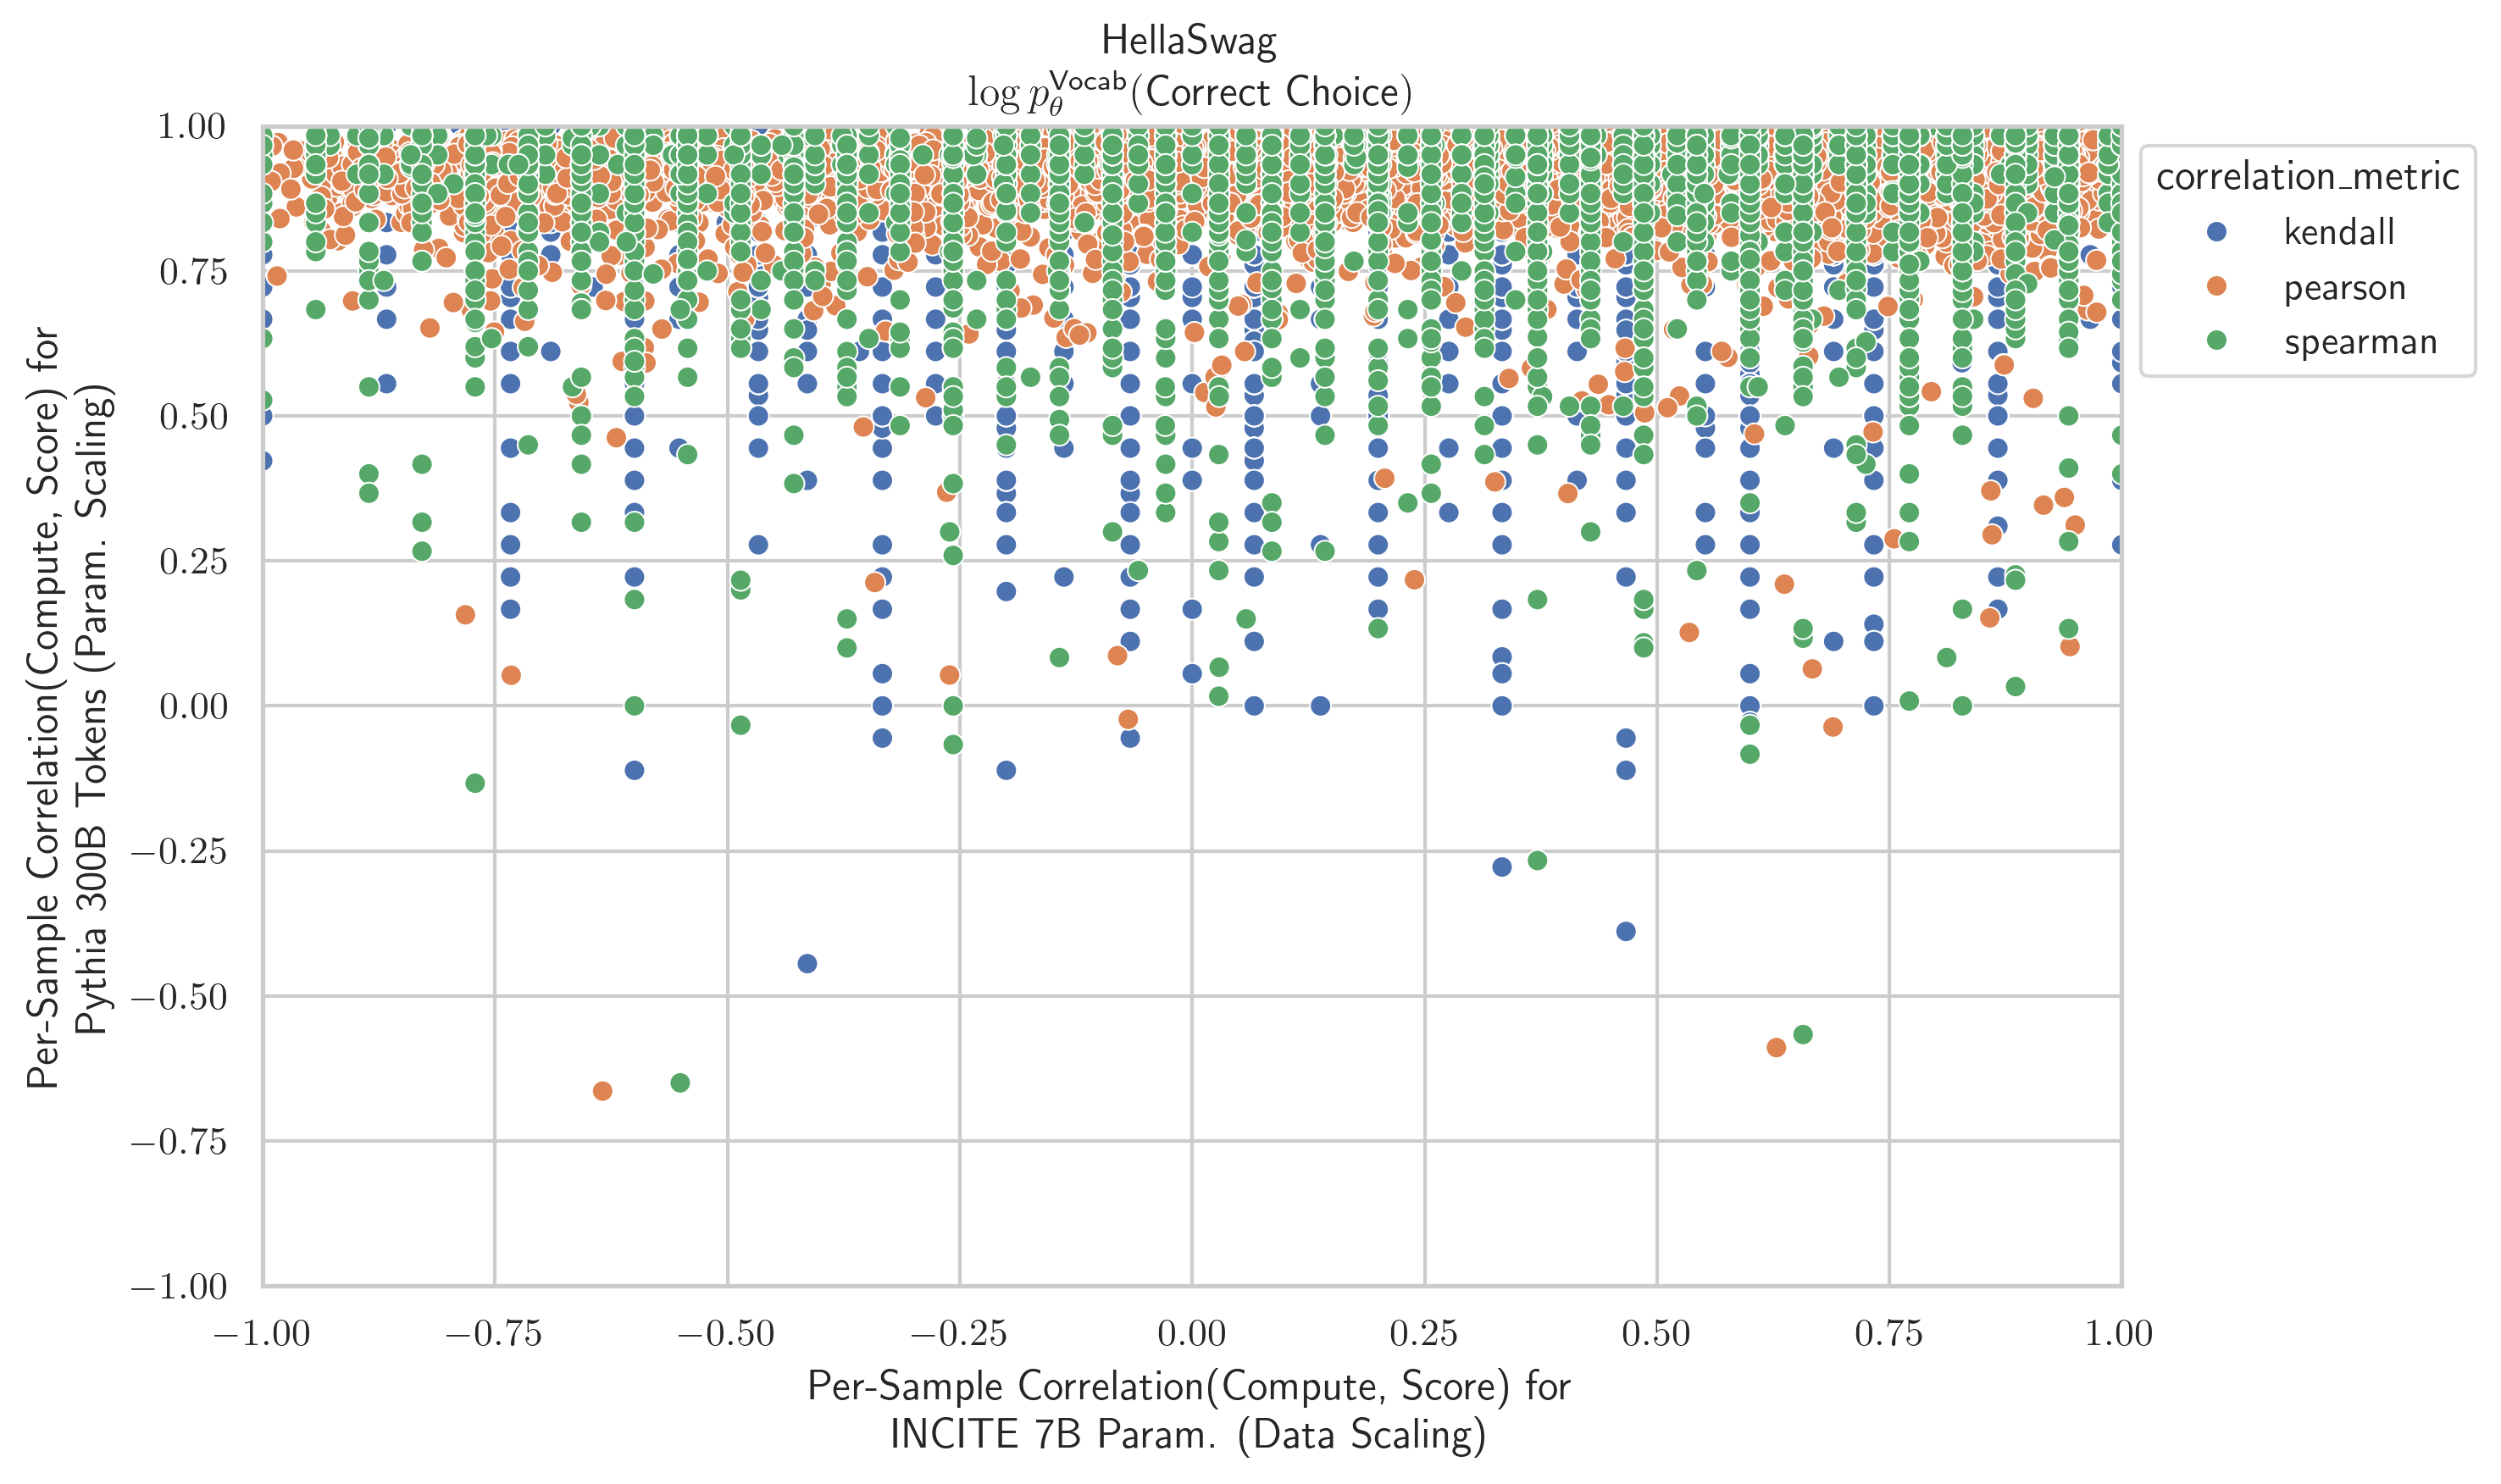 HellaSwag
log p_θ^Vocab(Correct Choice)
Per-Sample Correlation(Compute, Score) for
Pythia 300B Tokens (Param. Scaling)
1.00
0.75
0.50
0.25
0.00
−0.25
−0.50
−0.75
−1.00
correlation_metric
kendall
pearson
spearman
−1.00 −0.75 −0.50 −0.25 0.00 0.25 0.50 0.75 1.00
Per-Sample Correlation(Compute, Score) for
INCITE 7B Param. (Data Scaling)